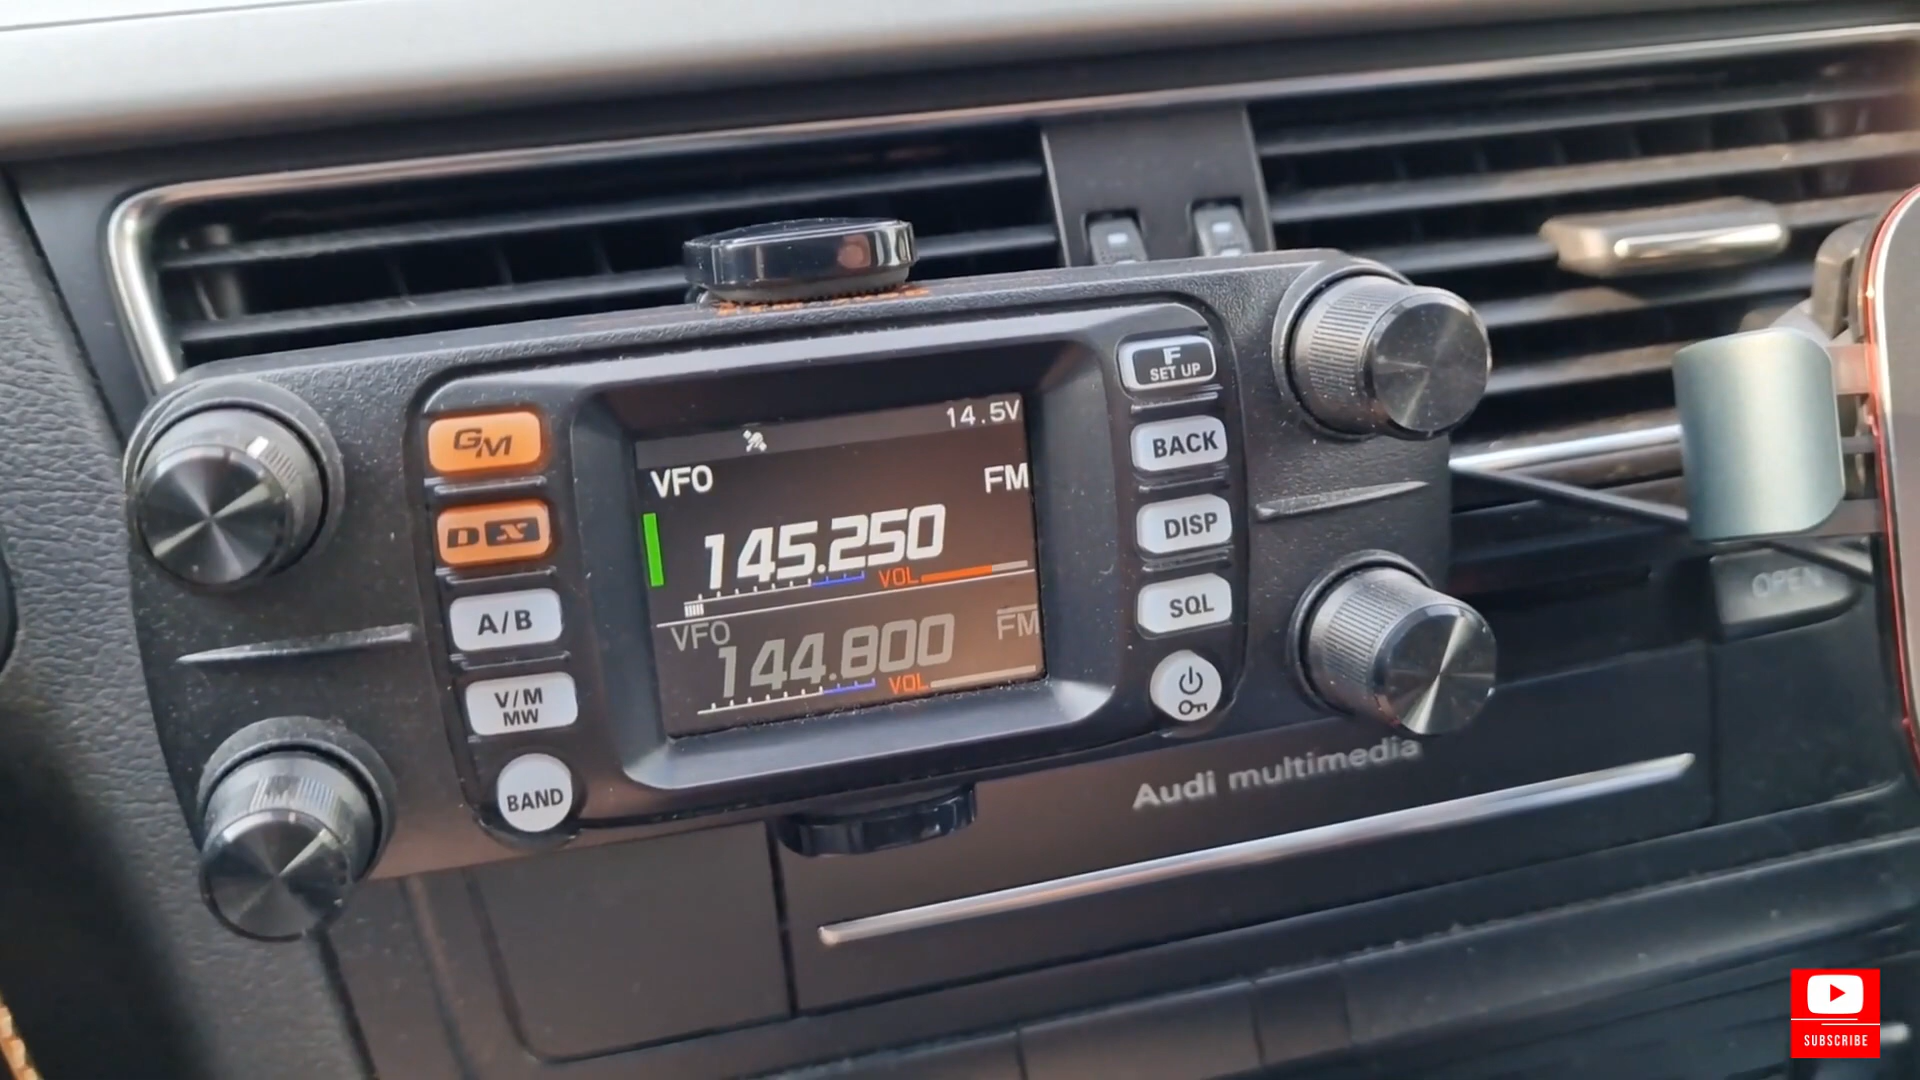 14.5V
VFO
FM
145.250
VOL
VFO
FM
144.800
VOL
GM
DX
A/B
V/M
MW
BAND
F
SET UP
BACK
DISP
SQL
OPEN
Audi multimedia
SUBSCRIBE